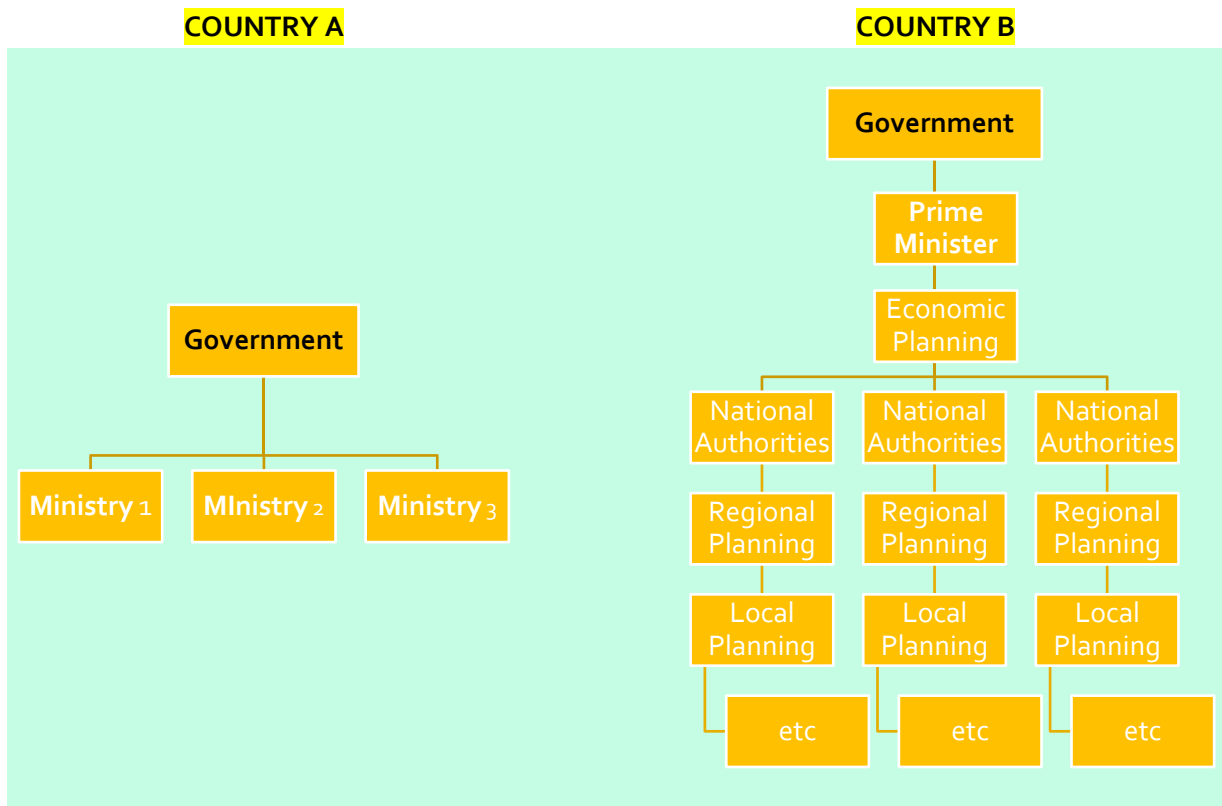 COUNTRY A
COUNTRY B
Government
Ministry 1
MInistry 2
Ministry 3
Government
Prime
Minister
Economic
Planning
National
Authorities
National
Authorities
National
Authorities
Regional
Planning
Regional
Planning
Regional
Planning
Local
Planning
Local
Planning
Local
Planning
etc
etc
etc